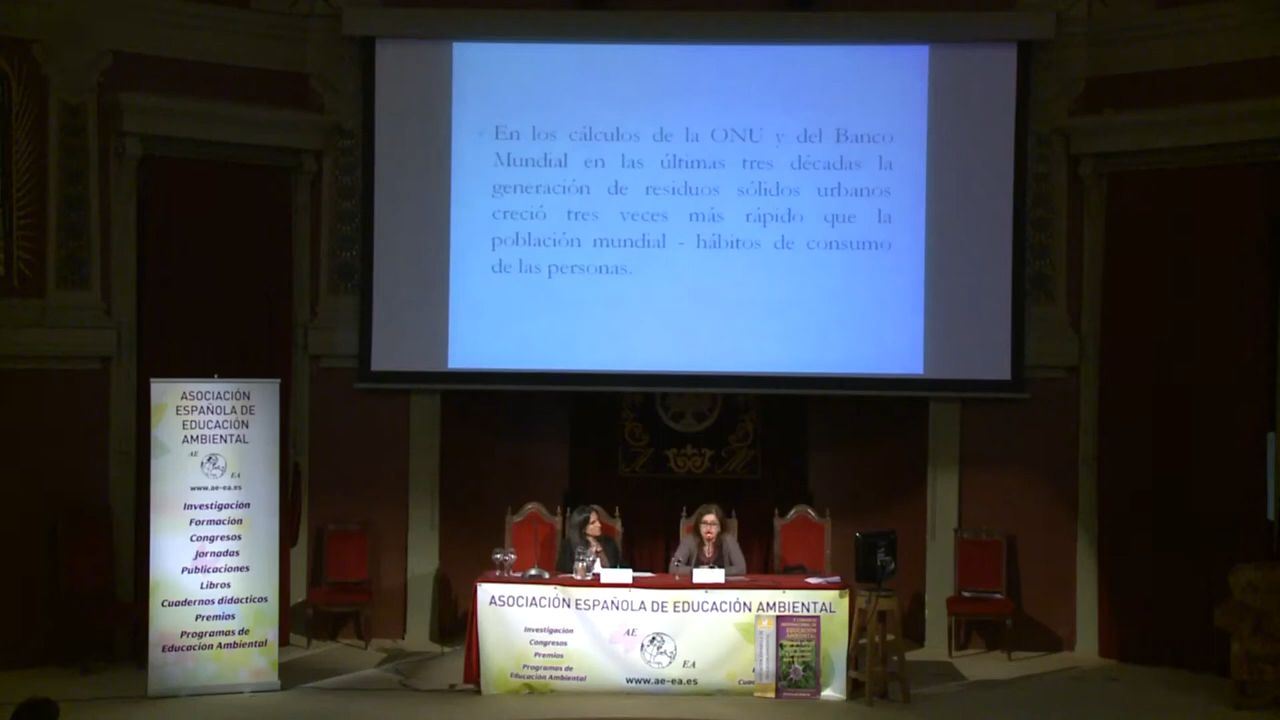 En los cálculos de la ONU y del Banco
Mundial en las últimas tres décadas la
generación de residuos sólidos urbanos
creció tres veces más rápido que la
población mundial - hábitos de consumo
de las personas.
ASOCIACIÓN
ESPAÑOLA DE
EDUCACIÓN
AMBIENTAL
AE
EA
www.ae-ea.es
Investigación
Formación
Congresos
Jornadas
Publicaciones
Libros
Cuadernos didacticos
Premios
Programas de
Educación Ambiental
ASOCIACIÓN ESPAÑOLA DE EDUCACIÓN AMBIENTAL
Investigación
Congresos
Premios
Programas de
Educación Ambiental
AE
EA
www.ae-ea.es
EDUCACIÓN
AMBIENTAL